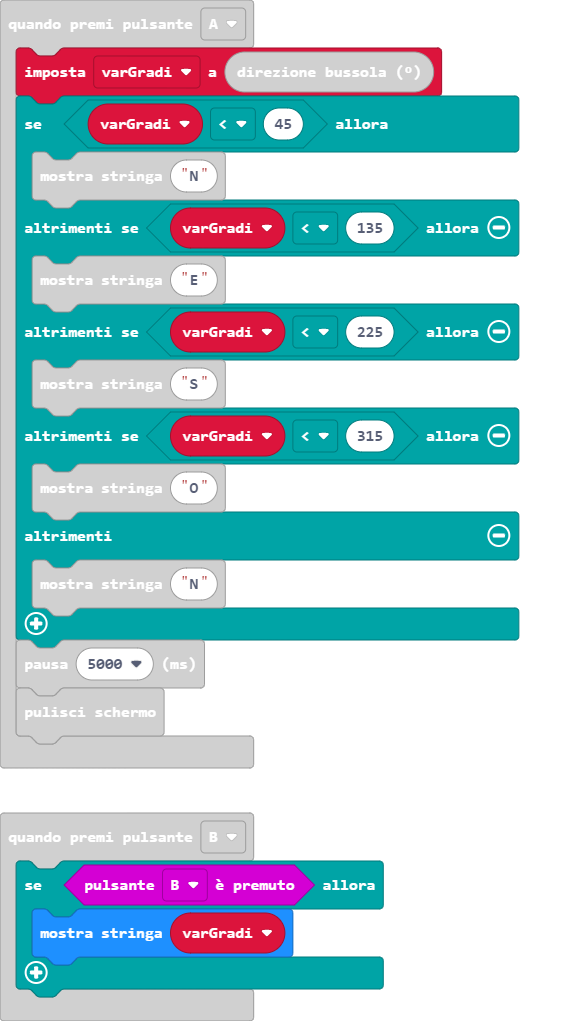 quando premi pulsante A
imposta varGradi a direzione bussola (º)
se varGradi < 45 allora
mostra stringa "N"
altrimenti se varGradi < 135 allora
mostra stringa "E"
altrimenti se varGradi < 225 allora
mostra stringa "S"
altrimenti se varGradi < 315 allora
mostra stringa "O"
altrimenti
mostra stringa "N"
pausa 5000 (ms)
pulisci schermo
quando premi pulsante B
se pulsante B è premuto allora
mostra stringa varGradi